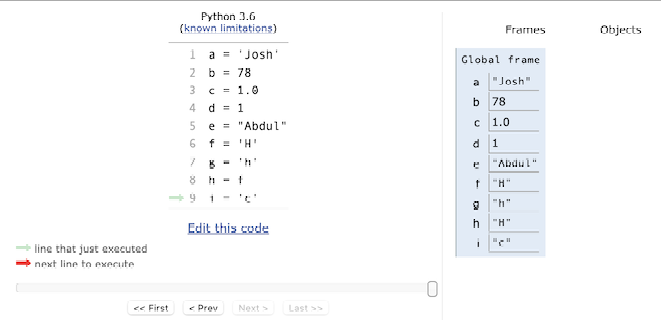 Python 3.6
(known limitations)
1 a = 'Josh'
2 b = 78
3 c = 1.0
4 d = 1
5 e = "Abdul"
6 f = 'H'
7 g = 'h'
8 h = f
9 i = 'c'
Edit this code
line that just executed
next line to execute
<< First < Prev Next > Last >>
Frames Objects
Global frame
a "Josh"
b 78
c 1.0
d 1
e "Abdul"
f "H"
g "h"
h "H"
i "c"